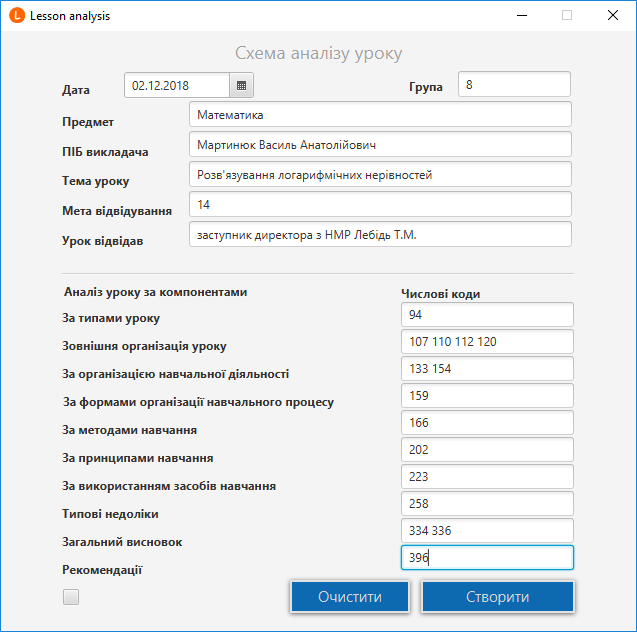 L Lesson analysis
Схема аналізу уроку
Дата 02.12.2018 Група 8
Предмет Математика
ПІБ викладача Мартинюк Василь Анатолійович
Тема уроку Розв'язування логарифмічних нерівностей
Мета відвідування 14
Урок відвідав заступник директора з НМР Лебідь Т.М.
Аналіз уроку за компонентами Числові коди
За типами уроку 94
Зовнішня організація уроку 107 110 112 120
За організацією навчальної діяльності 133 154
За формами організації навчального процесу 159
За методами навчання 166
За принципами навчання 202
За використанням засобів навчання 223
Типові недоліки 258
Загальний висновок 334 336
Рекомендації 396
Очистити Створити